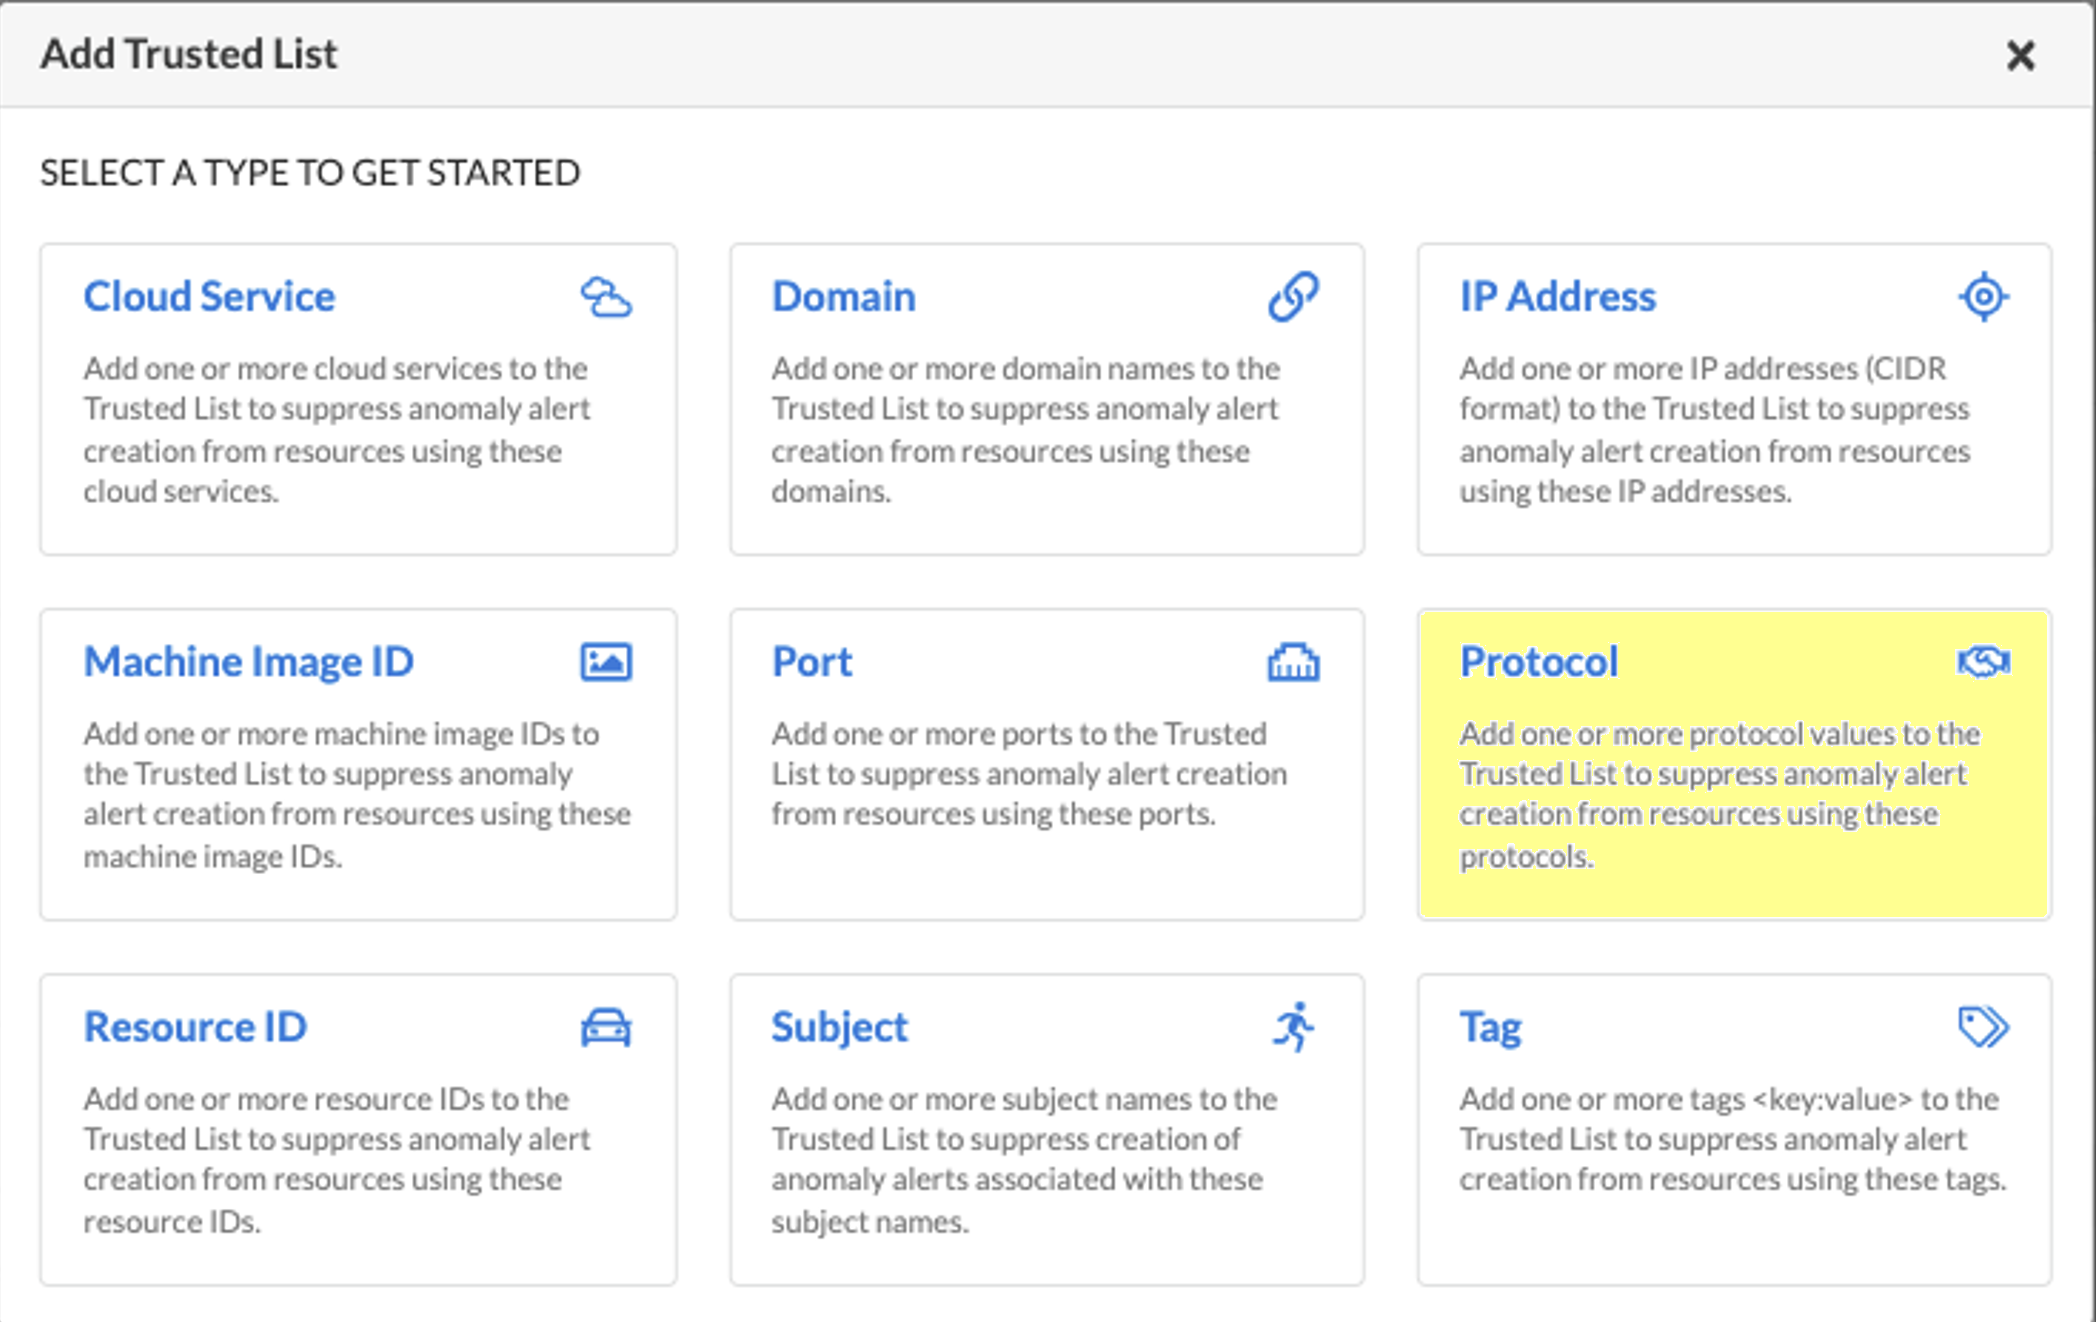 Add Trusted List
SELECT A TYPE TO GET STARTED
Cloud Service
Add one or more cloud services to the
Trusted List to suppress anomaly alert
creation from resources using these
cloud services.
Domain
Add one or more domain names to the
Trusted List to suppress anomaly alert
creation from resources using these
domains.
IP Address
Add one or more IP addresses (CIDR
format) to the Trusted List to suppress
anomaly alert creation from resources
using these IP addresses.
Machine Image ID
Add one or more machine image IDs to
the Trusted List to suppress anomaly
alert creation from resources using these
machine image IDs.
Port
Add one or more ports to the Trusted
List to suppress anomaly alert creation
from resources using these ports.
Protocol
Add one or more protocol values to the
Trusted List to suppress anomaly alert
creation from resources using these
protocols.
Resource ID
Add one or more resource IDs to the
Trusted List to suppress anomaly alert
creation from resources using these
resource IDs.
Subject
Add one or more subject names to the
Trusted List to suppress creation of
anomaly alerts associated with these
subject names.
Tag
Add one or more tags <key:value> to the
Trusted List to suppress anomaly alert
creation from resources using these tags.